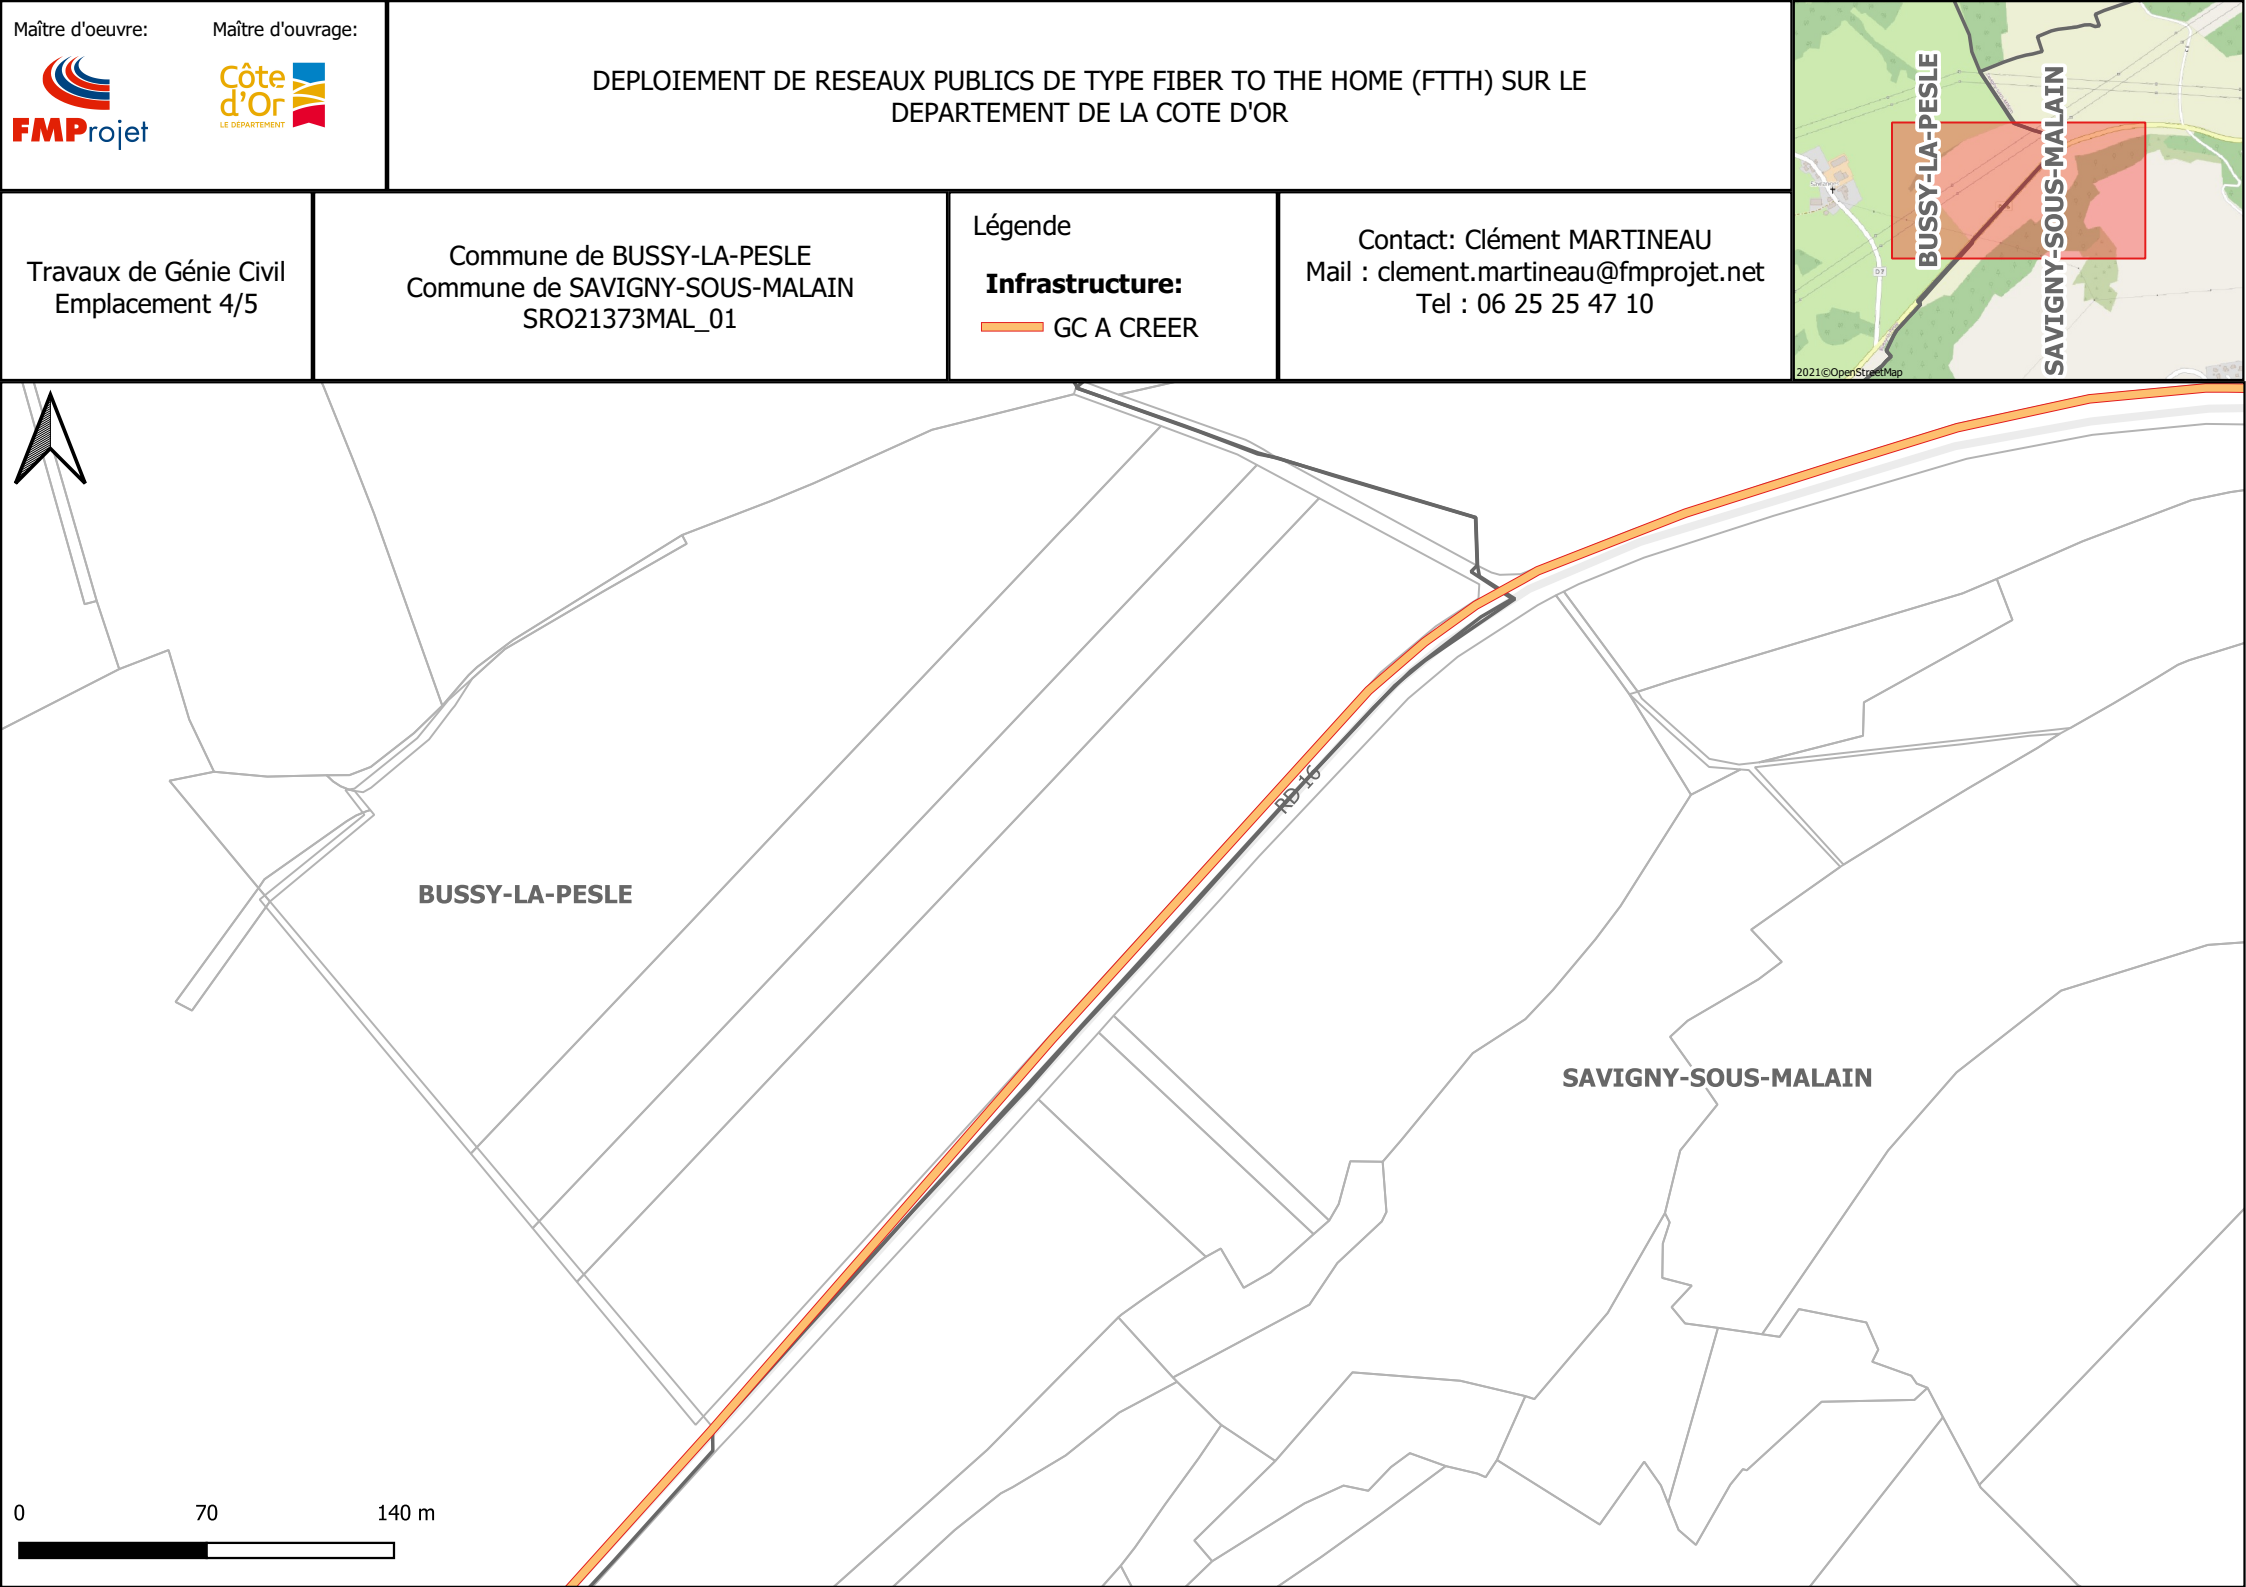 Maître d'oeuvre:
Maître d'ouvrage:
FMProjet
Côte
d'Or
LE DÉPARTEMENT
DEPLOIEMENT DE RESEAUX PUBLICS DE TYPE FIBER TO THE HOME (FTTH) SUR LE
DEPARTEMENT DE LA COTE D'OR
Travaux de Génie Civil
Emplacement 4/5
Commune de BUSSY-LA-PESLE
Commune de SAVIGNY-SOUS-MALAIN
SRO21373MAL_01
Légende
Infrastructure:
GC A CREER
Contact: Clément MARTINEAU
Mail : clement.martineau@fmprojet.net
Tel : 06 25 25 47 10
BUSSY-LA-PESLE
SAVIGNY-SOUS-MALAIN
D 7
2021©OpenStreetMap
RD 16
BUSSY-LA-PESLE
SAVIGNY-SOUS-MALAIN
0 70 140 m